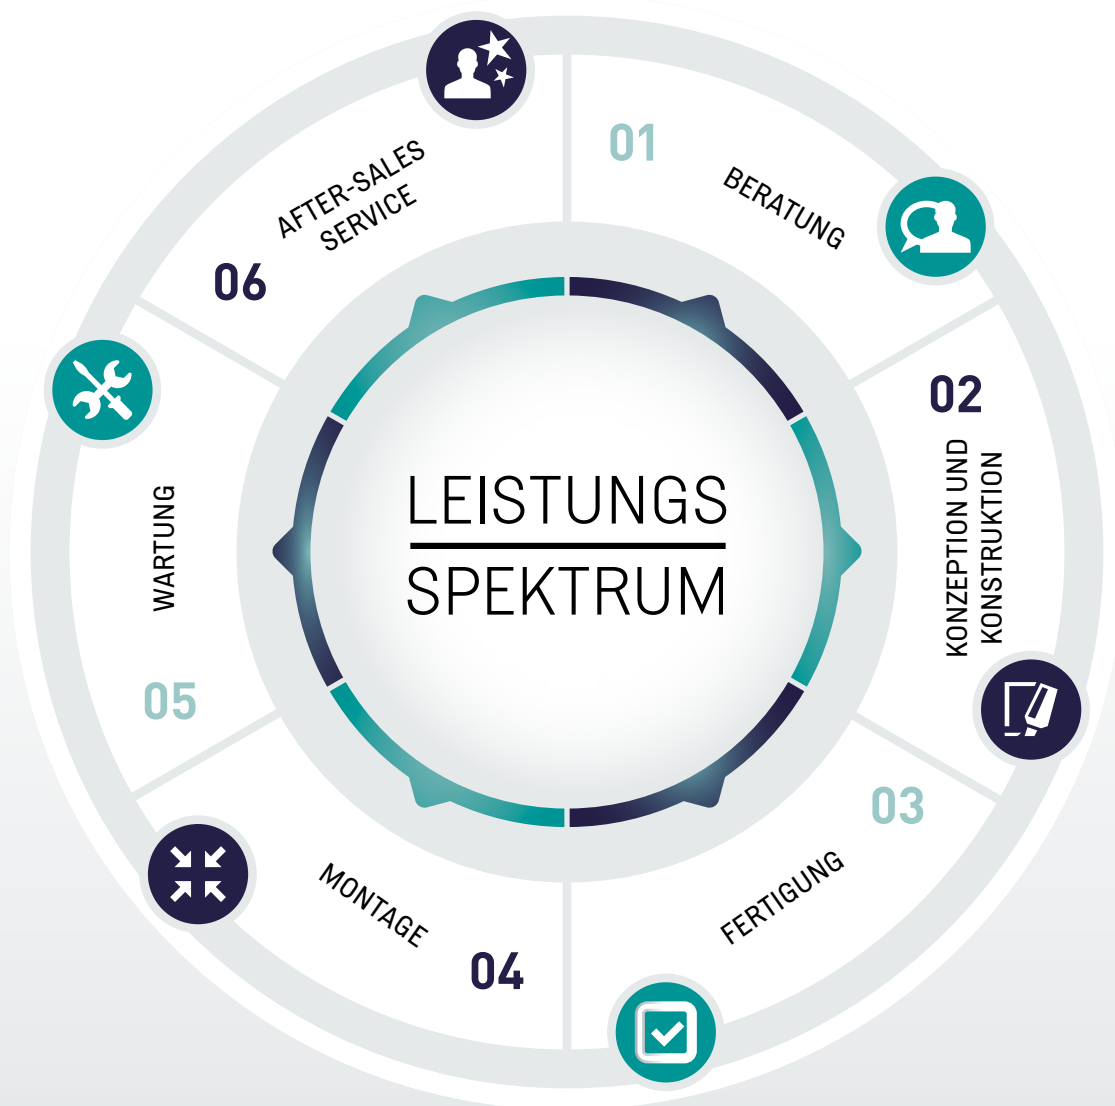 LEISTUNGS
SPEKTRUM
01
BERATUNG
02
KONZEPTION UND
KONSTRUKTION
03
FERTIGUNG
04
MONTAGE
05
WARTUNG
06
AFTER-SALES
SERVICE